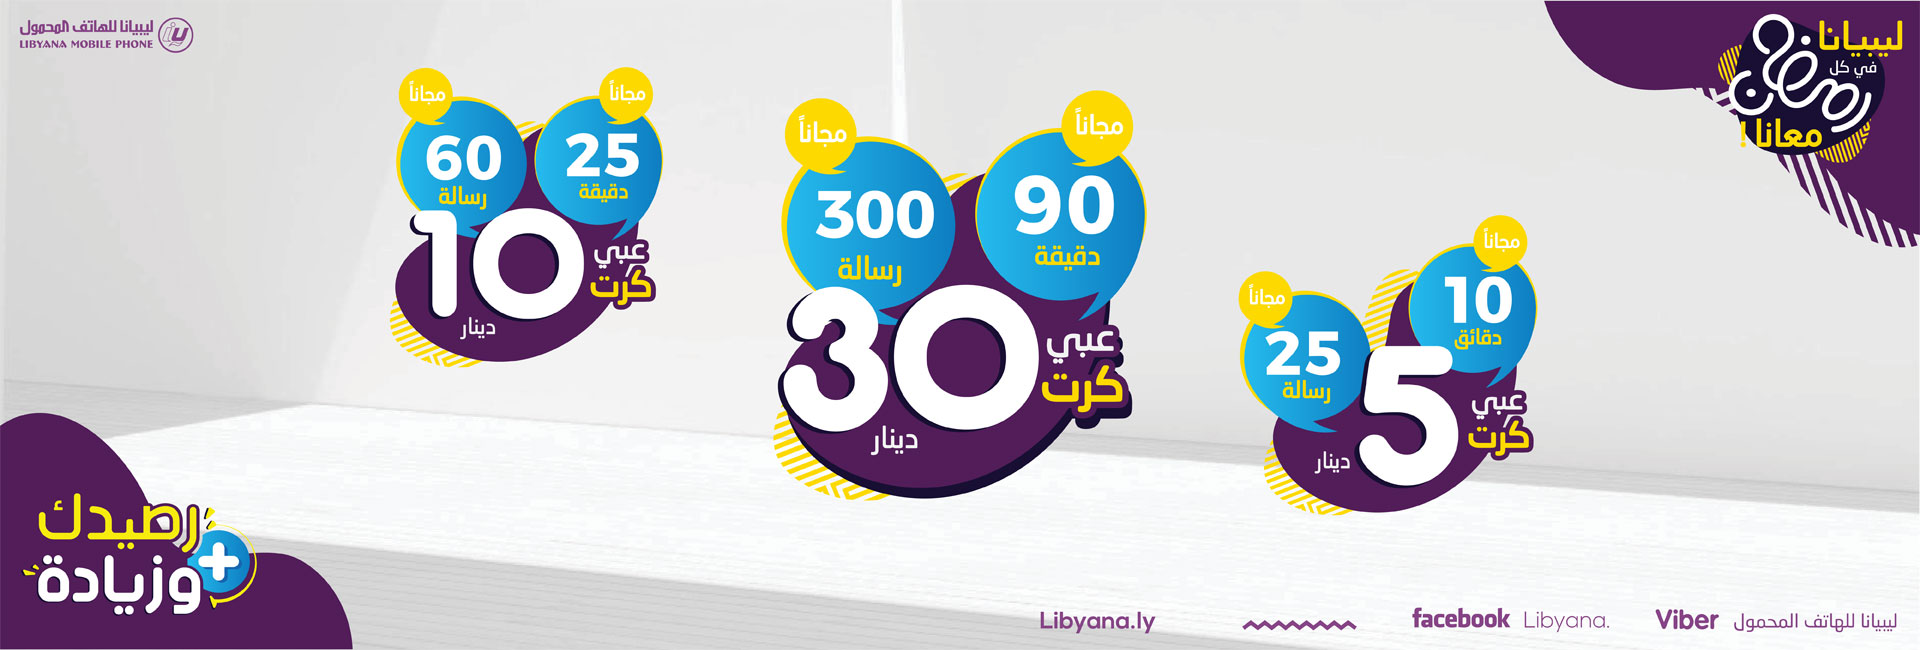 ليبيانا للهاتف المحمول
LIBYANA MOBILE PHONE
ليبيانا
في كل
رمضان
معانا !
مجاناً
60
رسالة
مجاناً
25
دقيقة
عبي
كرت
10
دينار
مجاناً
300
رسالة
مجاناً
90
دقيقة
عبي
كرت
30
دينار
مجاناً
25
رسالة
مجاناً
10
دقائق
عبي
كرت
5
دينار
رصيدك
+
وزيادة
Libyana.ly
facebook Libyana.
Viber ليبيانا للهاتف المحمول